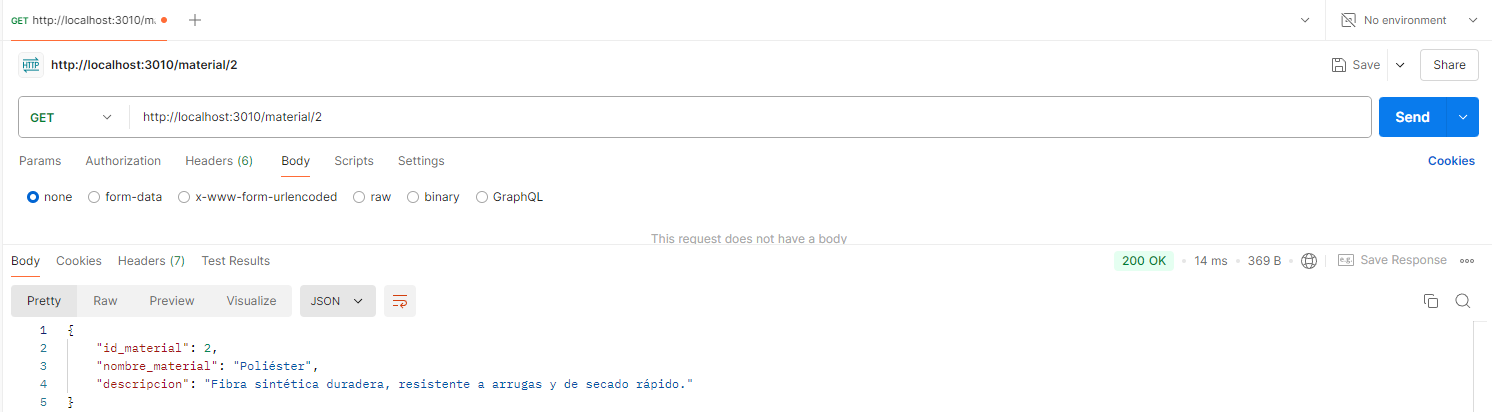 GET http://localhost:3010/m.
No environment
HTTP http://localhost:3010/material/2
Save
Share
GET http://localhost:3010/material/2
Send
Params Authorization Headers (6) Body Scripts Settings
Cookies
none form-data x-www-form-urlencoded raw binary GraphQL
This request does not have a body
Body Cookies Headers (7) Test Results
200 OK • 14 ms • 369 B
e.g. Save Response
Pretty Raw Preview Visualize JSON
1 {
2 "id_material": 2,
3 "nombre_material": "Poliéster",
4 "descripcion": "Fibra sintética duradera, resistente a arrugas y de secado rápido."
5 }